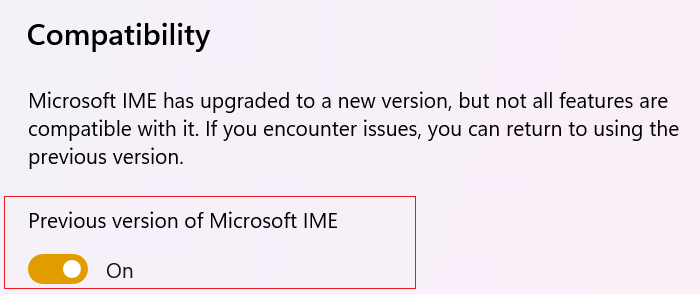 Compatibility
Microsoft IME has upgraded to a new version, but not all features are
compatible with it. If you encounter issues, you can return to using the
previous version.
Previous version of Microsoft IME
On